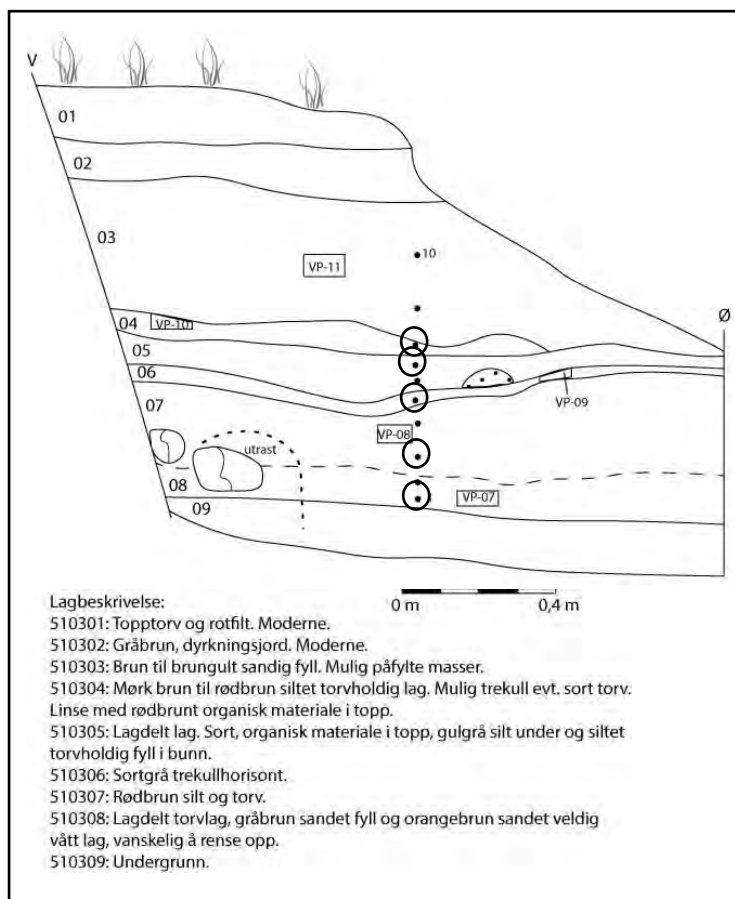 V
01
02
03
10
VP-11
Ø
04
VP-10
05
06
VP-09
07
VP-08
utrast
08
VP-07
09
Lagbeskrivelse:
0 m
0,4 m
510301: Topptorv og rotfilt. Moderne.
510302: Gråbrun, dyrkningsjord. Moderne.
510303: Brun til brungult sandig fyll. Mulig påfylte masser.
510304: Mørk brun til rødbrun siltet torvholdig lag. Mulig trekull evt. sort torv.
Linse med rødbrunt organisk materiale i topp.
510305: Lagdelt lag. Sort, organisk materiale i topp, gulgrå silt under og siltet
torvholdig fyll i bunn.
510306: Sortgrå trekullhorisont.
510307: Rødbrun silt og torv.
510308: Lagdelt torvlag, gråbrun sandet fyll og orangebrun sandet veldig
vått lag, vanskelig å rense opp.
510309: Undergrunn.